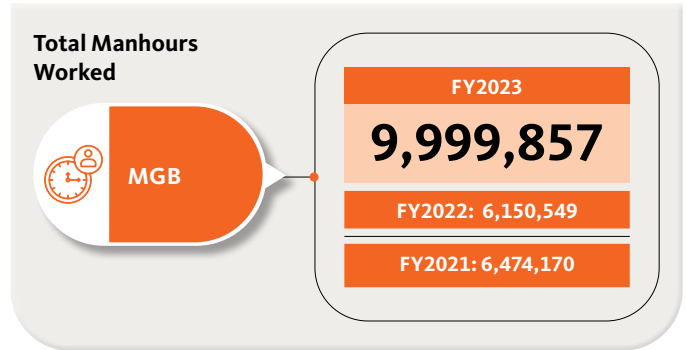 Total Manhours
Worked
MGB
FY2023
9,999,857
FY2022: 6,150,549
FY2021: 6,474,170